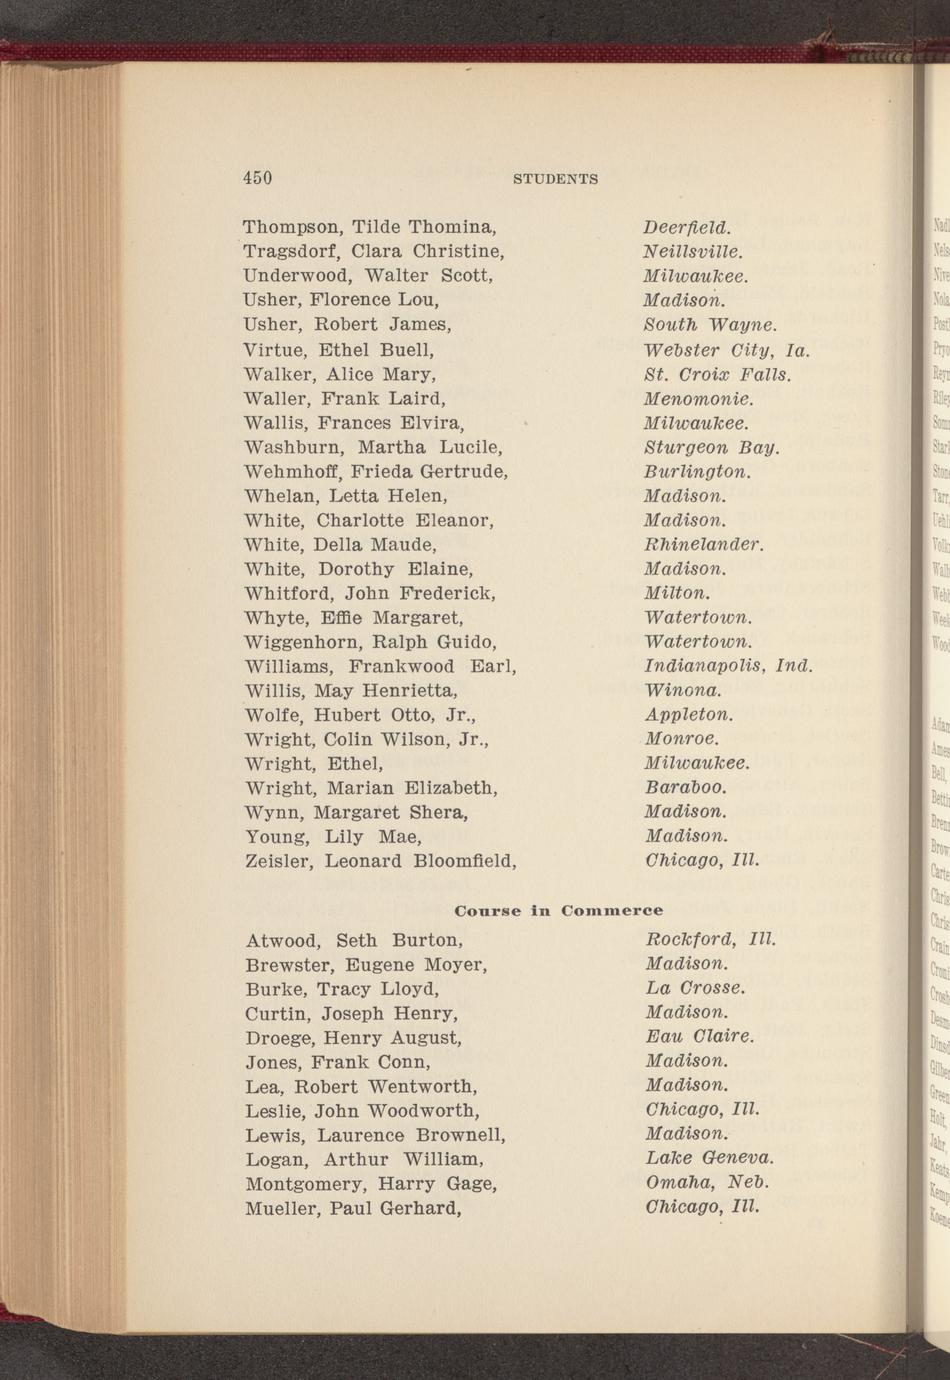 450 STUDENTS
Thompson, Tilde Thomina, Deerfield.
Tragsdorf, Clara Christine, Neillsville.
Underwood, Walter Scott, Milwaukee.
Usher, Florence Lou, Madison.
Usher, Robert James, South Wayne.
Virtue, Ethel Buell, Webster City, Ia.
Walker, Alice Mary, St. Croix Falls.
Waller, Frank Laird, Menomonie.
Wallis, Frances Elvira, Milwaukee.
Washburn, Martha Lucile, Sturgeon Bay.
Wehmhoff, Frieda Gertrude, Burlington.
Whelan, Letta Helen, Madison.
White, Charlotte Eleanor, Madison.
White, Della Maude, Rhinelander.
White, Dorothy Elaine, Madison.
Whitford, John Frederick, Milton.
Whyte, Effie Margaret, Watertown.
Wiggenhorn, Ralph Guido, Watertown.
Williams, Frankwood Earl, Indianapolis, Ind.
Willis, May Henrietta, Winona.
Wolfe, Hubert Otto, Jr., Appleton.
Wright, Colin Wilson, Jr., Monroe.
Wright, Ethel, Milwaukee.
Wright, Marian Elizabeth, Baraboo.
Wynn, Margaret Shera, Madison.
Young, Lily Mae, Madison.
Zeisler, Leonard Bloomfield, Chicago, Ill.
Course in Commerce
Atwood, Seth Burton, Rockford, Ill.
Brewster, Eugene Moyer, Madison.
Burke, Tracy Lloyd, La Crosse.
Curtin, Joseph Henry, Madison.
Droege, Henry August, Eau Claire.
Jones, Frank Conn, Madison.
Lea, Robert Wentworth, Madison.
Leslie, John Woodworth, Chicago, Ill.
Lewis, Laurence Brownell, Madison.
Logan, Arthur William, Lake Geneva.
Montgomery, Harry Gage, Omaha, Neb.
Mueller, Paul Gerhard, Chicago, Ill.